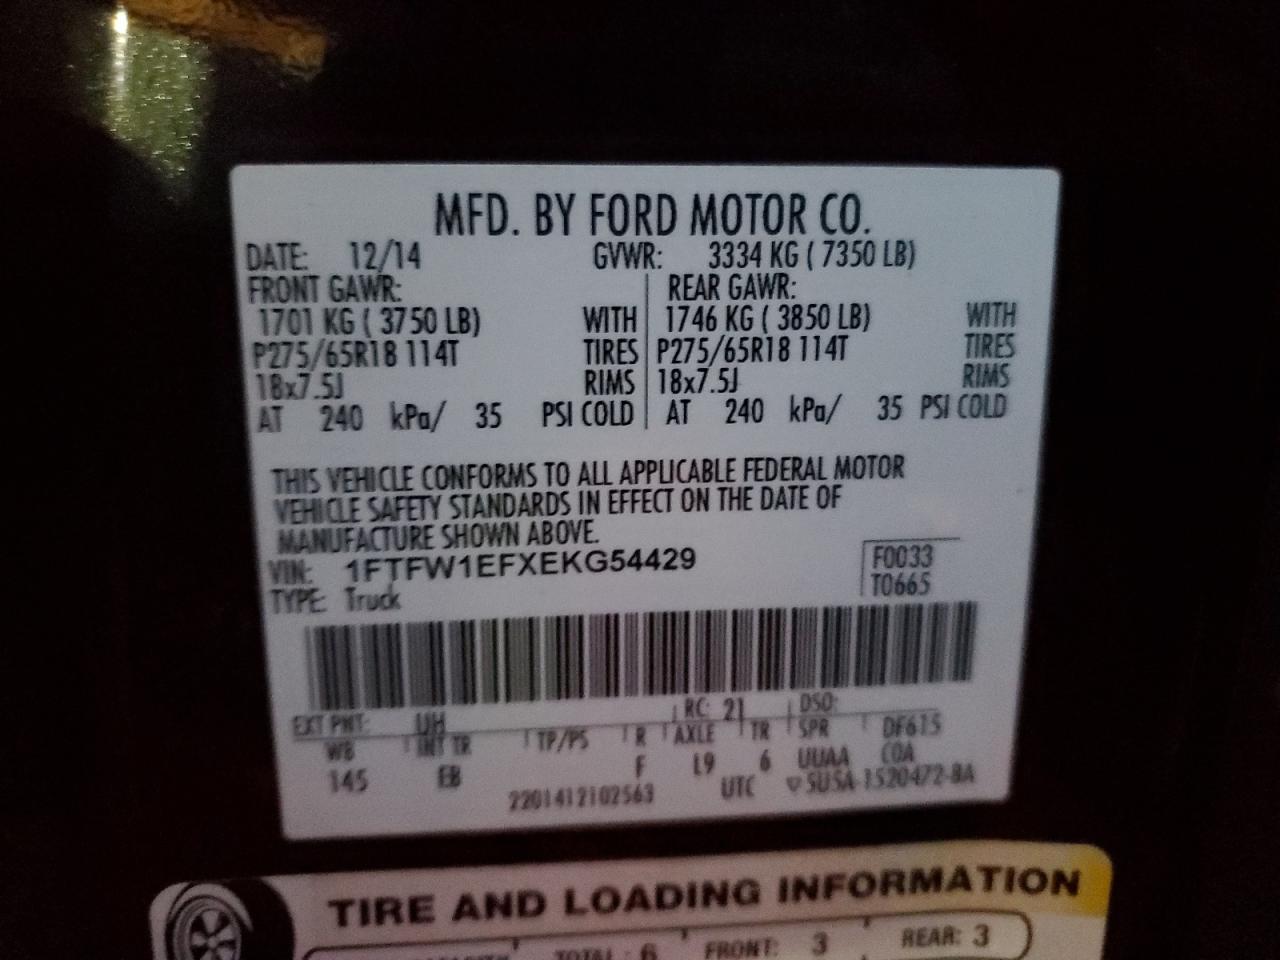 MFD. BY FORD MOTOR CO.
DATE: 12/14 GVWR: 3334 KG ( 7350 LB)
FRONT GAWR: REAR GAWR:
1701 KG ( 3750 LB) WITH 1746 KG ( 3850 LB) WITH
P275/65R18 114T TIRES P275/65R18 114T TIRES
18x7.5J RIMS 18x7.5J RIMS
AT 240 kPa/ 35 PSI COLD AT 240 kPa/ 35 PSI COLD
THIS VEHICLE CONFORMS TO ALL APPLICABLE FEDERAL MOTOR
VEHICLE SAFETY STANDARDS IN EFFECT ON THE DATE OF
MANUFACTURE SHOWN ABOVE.
VIN: 1FTFW1EFXEKG54429 F0033
TYPE: Truck T0665
EXT PNT: UH RC: 21 DSO:
WB INT TR TP/PS R AXLE TR SPR DF615
145 EB F L9 6 UUAA COA
2201412102563 UTC ▽SUSA-1520472-BA
TIRE AND LOADING INFORMATION
TOTAL : 6 FRONT: 3 REAR: 3